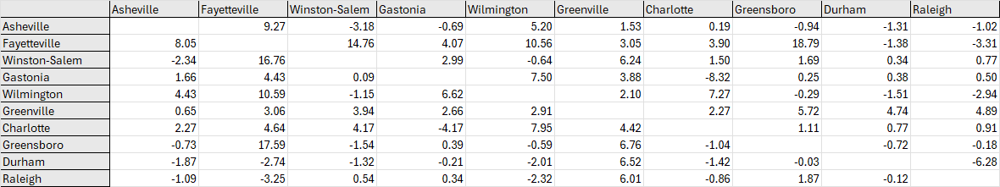 Asheville Fayetteville Winston-Salem Gastonia Wilmington Greenville Charlotte Greensboro Durham Raleigh
Asheville 9.27 -3.18 -0.69 5.20 1.53 0.19 -0.94 -1.31 -1.02
Fayetteville 8.05 14.76 4.07 10.56 3.05 3.90 18.79 -1.38 -3.31
Winston-Salem -2.34 16.76 2.99 -0.64 6.24 1.50 1.69 0.34 0.77
Gastonia 1.66 4.43 0.09 7.50 3.88 -8.32 0.25 0.38 0.50
Wilmington 4.43 10.59 -1.15 6.62 2.10 7.27 -0.29 -1.51 -2.94
Greenville 0.65 3.06 3.94 2.66 2.91 2.27 5.72 4.74 4.89
Charlotte 2.27 4.64 4.17 -4.17 7.95 4.42 1.11 0.77 0.91
Greensboro -0.73 17.59 -1.54 0.39 -0.59 6.76 -1.04 -0.72 -0.18
Durham -1.87 -2.74 -1.32 -0.21 -2.01 6.52 -1.42 -0.03 -6.28
Raleigh -1.09 -3.25 0.54 0.34 -2.32 6.01 -0.86 1.87 -0.12